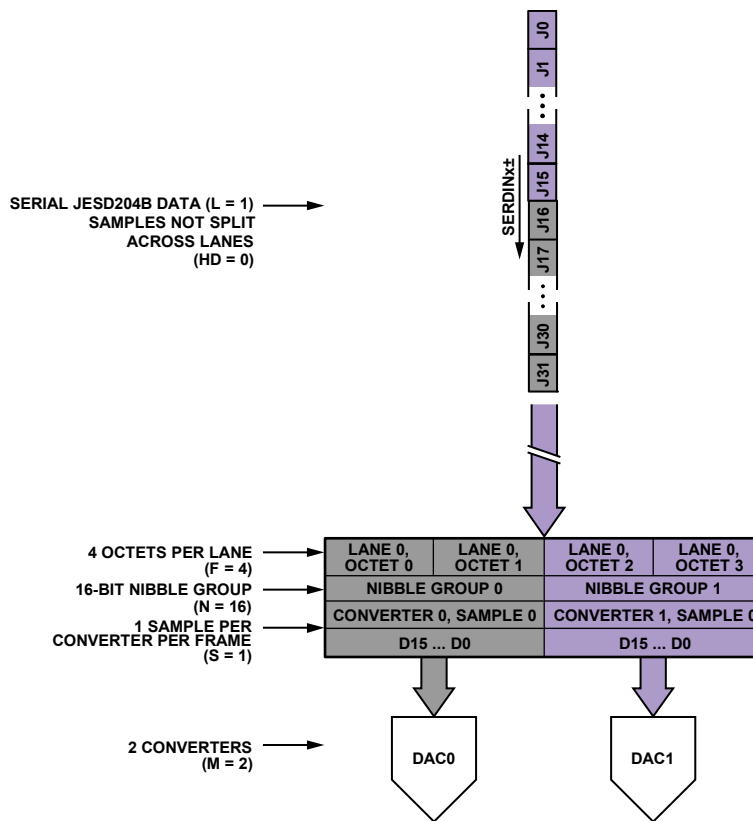 J0
J1
J14
J15
J16
J17
J30
J31
SERDINx±
SERIAL JESD204B DATA (L = 1)
SAMPLES NOT SPLIT
ACROSS LANES
(HD = 0)
4 OCTETS PER LANE
(F = 4)
LANE 0,
OCTET 0
LANE 0,
OCTET 1
LANE 0,
OCTET 2
LANE 0,
OCTET 3
16-BIT NIBBLE GROUP
(N = 16)
NIBBLE GROUP 0
NIBBLE GROUP 1
1 SAMPLE PER
CONVERTER PER FRAME
(S = 1)
CONVERTER 0, SAMPLE 0
CONVERTER 1, SAMPLE 0
D15 ... D0
D15 ... D0
2 CONVERTERS
(M = 2)
DAC0
DAC1